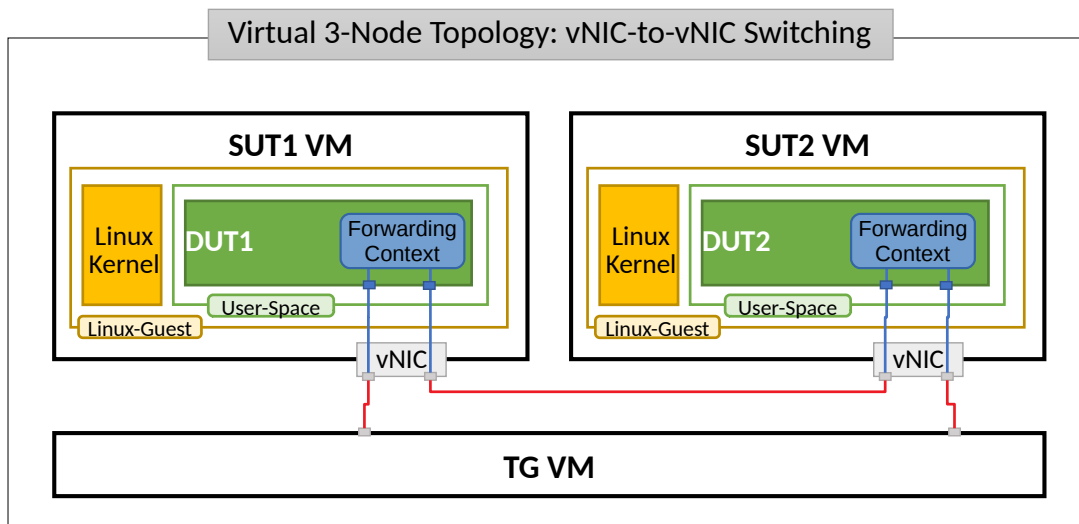 Virtual 3-Node Topology: vNIC-to-vNIC Switching
SUT1 VM
Linux
Kernel
DUT1
Forwarding
Context
User-Space
Linux-Guest
vNIC
SUT2 VM
Linux
Kernel
DUT2
Forwarding
Context
User-Space
Linux-Guest
vNIC
TG VM